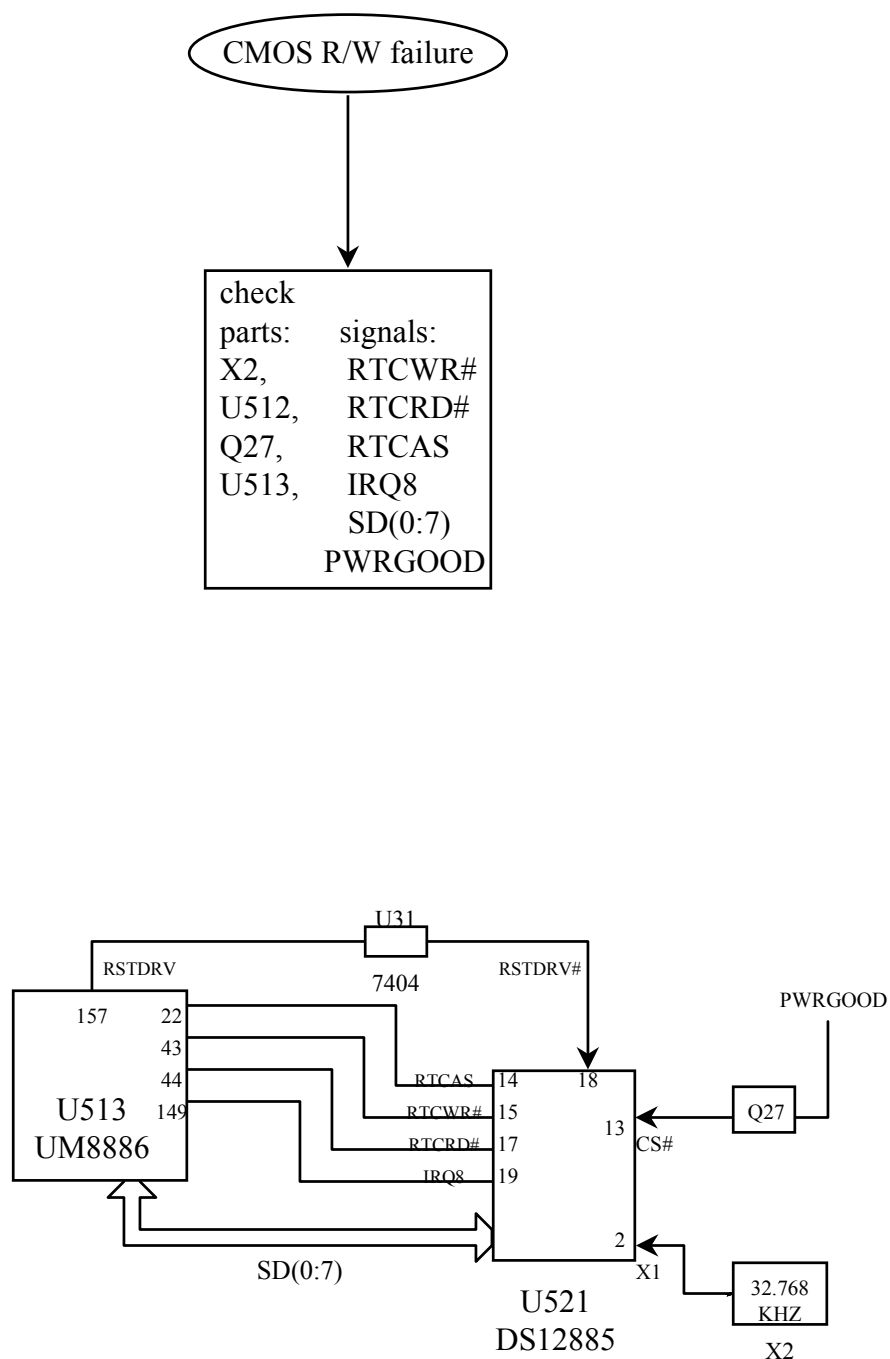 CMOS R/W failure
check
parts: signals:
X2, RTCWR#
U512, RTCRD#
Q27, RTCAS
U513, IRQ8
SD(0:7)
PWRGOOD
U31
RSTDRV
7404
RSTDRV#
PWRGOOD
157 22
43
44
149
U513
UM8886
RTCAS 14
RTCWR# 15
RTCRD# 17
IRQ8 19
18
13
CS#
Q27
2
X1
SD(0:7)
U521
DS12885
32.768
KHZ
X2